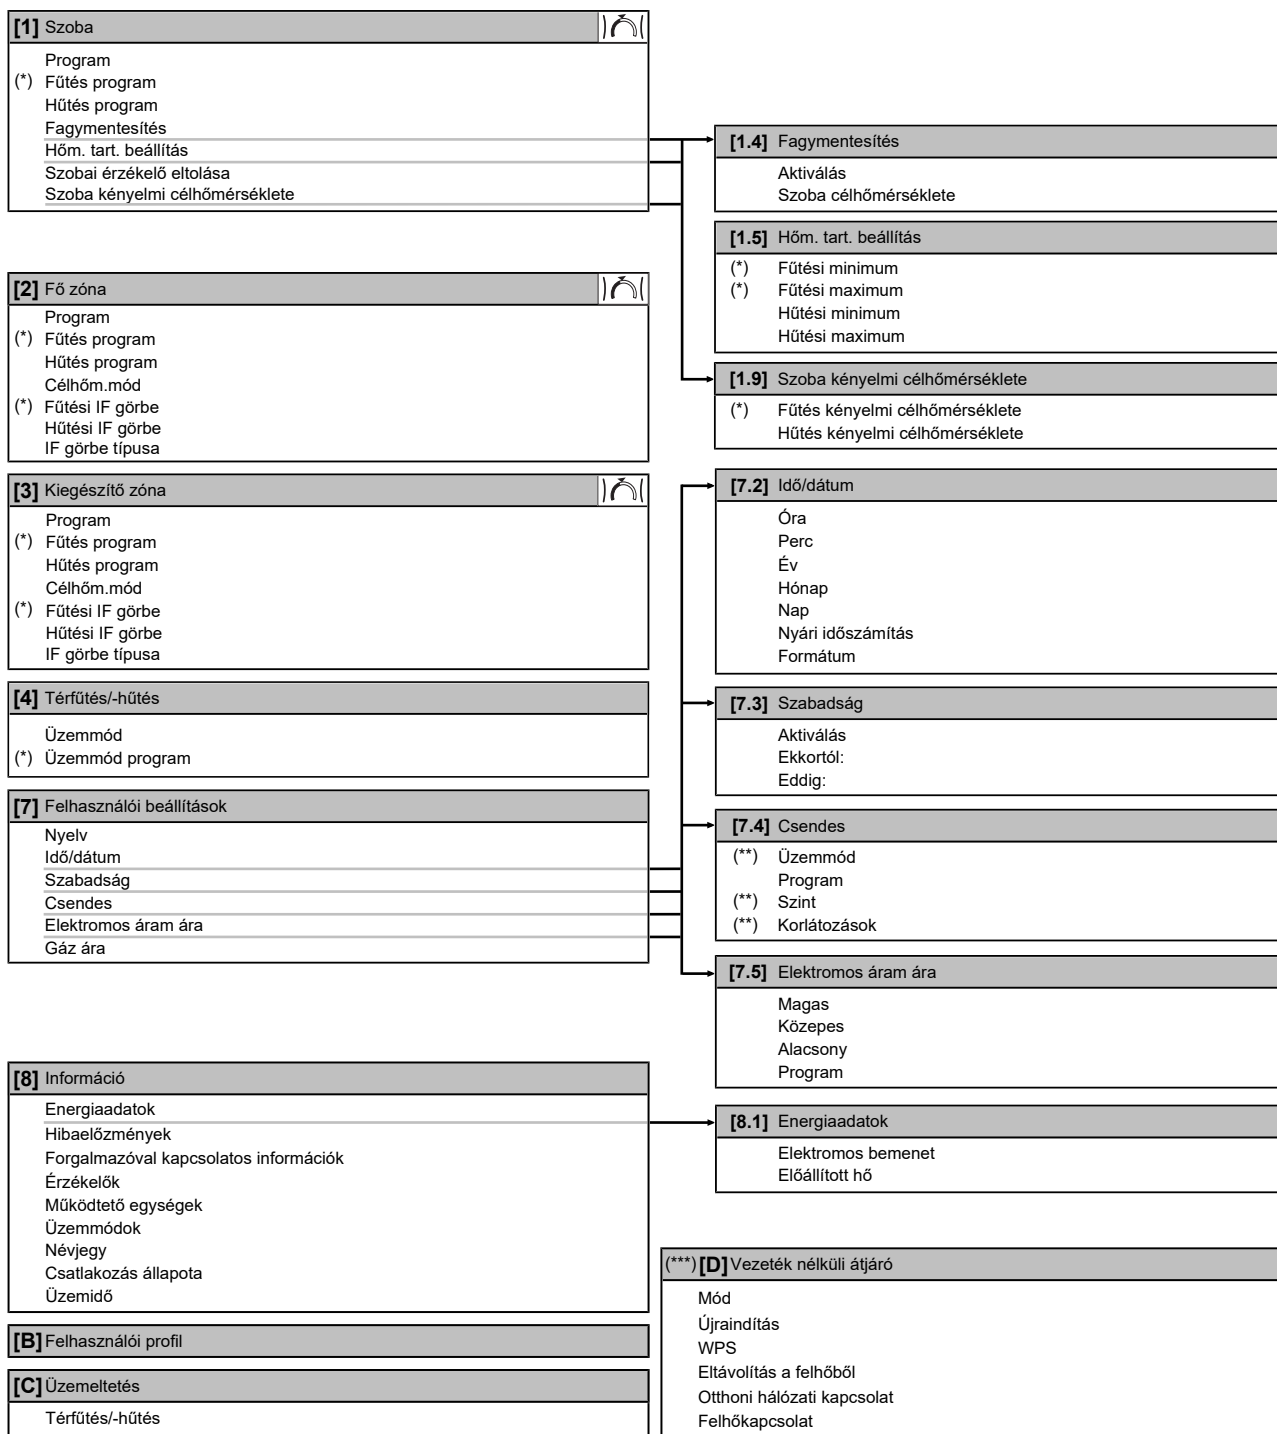 [1] Szoba
Program
(*) Fűtés program
Hűtés program
Fagymentesítés
Hőm. tart. beállítás
Szobai érzékelő eltolása
Szoba kényelmi célhőmérséklete
[1.4] Fagymentesítés
Aktiválás
Szoba célhőmérséklete
[1.5] Hőm. tart. beállítás
(*) Fűtési minimum
(*) Fűtési maximum
Hűtési minimum
Hűtési maximum
[1.9] Szoba kényelmi célhőmérséklete
(*) Fűtés kényelmi célhőmérséklete
Hűtés kényelmi célhőmérséklete
[2] Fő zóna
Program
(*) Fűtés program
Hűtés program
Célhőm.mód
(*) Fűtési IF görbe
Hűtési IF görbe
IF görbe típusa
[3] Kiegészítő zóna
Program
(*) Fűtés program
Hűtés program
Célhőm.mód
(*) Fűtési IF görbe
Hűtési IF görbe
IF görbe típusa
[4] Térfűtés/-hűtés
Üzemmód
(*) Üzemmód program
[7] Felhasználói beállítások
Nyelv
Idő/dátum
Szabadság
Csendes
Elektromos áram ára
Gáz ára
[7.2] Idő/dátum
Óra
Perc
Év
Hónap
Nap
Nyári időszámítás
Formátum
[7.3] Szabadság
Aktiválás
Ekkortól:
Eddig:
[7.4] Csendes
(**) Üzemmód
Program
(**) Szint
(**) Korlátozások
[7.5] Elektromos áram ára
Magas
Közepes
Alacsony
Program
[8] Információ
Energiaadatok
Hibaelőzmények
Forgalmazóval kapcsolatos információk
Érzékelők
Működtető egységek
Üzemmódok
Névjegy
Csatlakozás állapota
Üzemidő
[8.1] Energiaadatok
Elektromos bemenet
Előállított hő
[B] Felhasználói profil
[C] Üzemeltetés
Térfűtés/-hűtés
(***) [D] Vezeték nélküli átjáró
Mód
Újraindítás
WPS
Eltávolítás a felhőből
Otthoni hálózati kapcsolat
Felhőkapcsolat